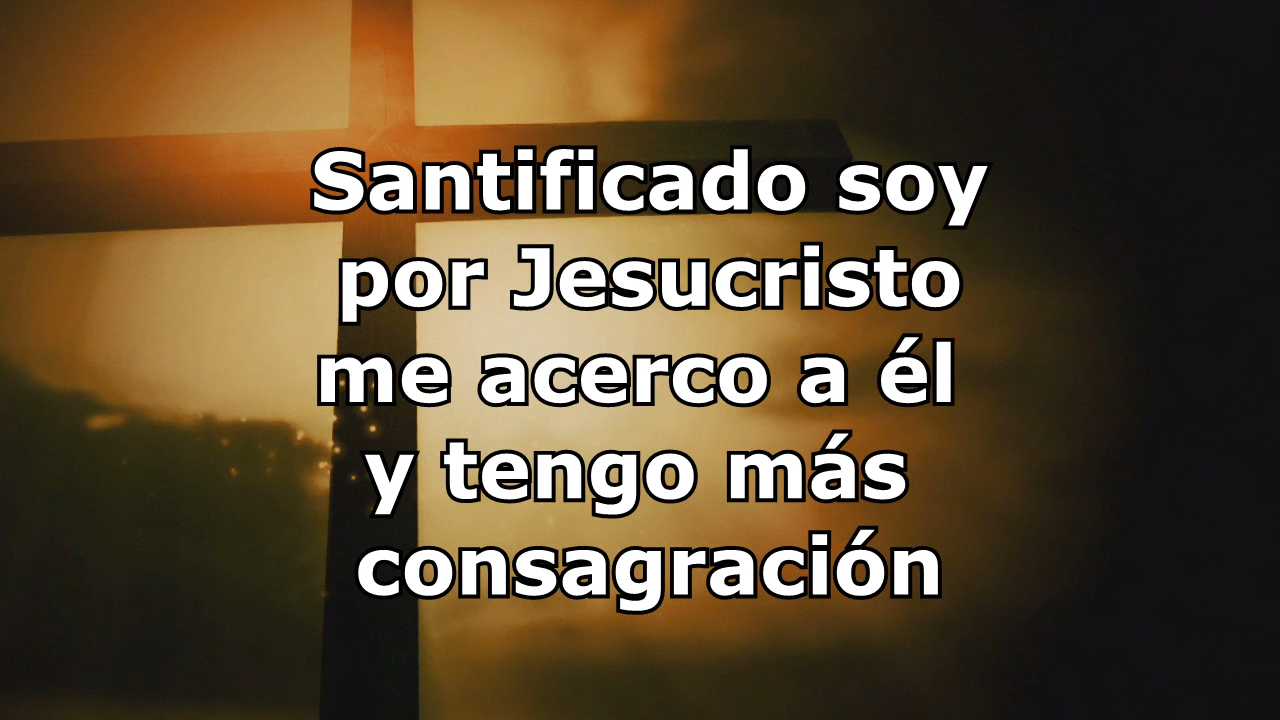 Santificado soy
por Jesucristo
me acerco a él
y tengo más
consagración